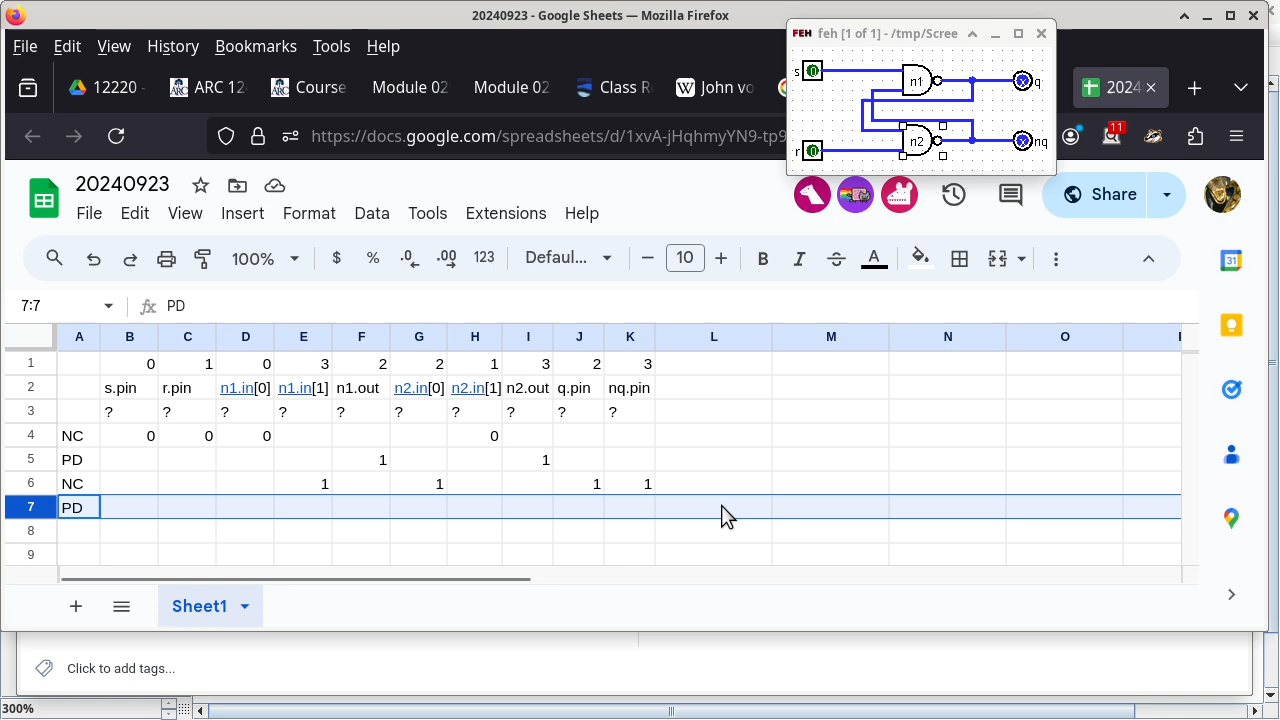 20240923 - Google Sheets — Mozilla Firefox
FEH feh [1 of 1] - /tmp/Scree
File Edit View History Bookmarks Tools Help
s n1 q
r n2 nq
12220 - ARC 12 Course Module 02 Module 02 Class R John vo 2024
https://docs.google.com/spreadsheets/d/1xvA-jHqhmyYN9-tp9
11
20240923
File Edit View Insert Format Data Tools Extensions Help
Share
100% $ % .0 .00 123 Defaul... 10 B I S A
31
7:7 fx PD
A B C D E F G H I J K L M N O
1 0 1 0 3 2 2 1 3 2 3
2 s.pin r.pin n1.in[0] n1.in[1] n1.out n2.in[0] n2.in[1] n2.out q.pin nq.pin
3 ? ? ? ? ? ? ? ? ? ?
4 NC 0 0 0 0
5 PD 1 1
6 NC 1 1 1 1
7 PD
8
9
Sheet1
Click to add tags...
300%